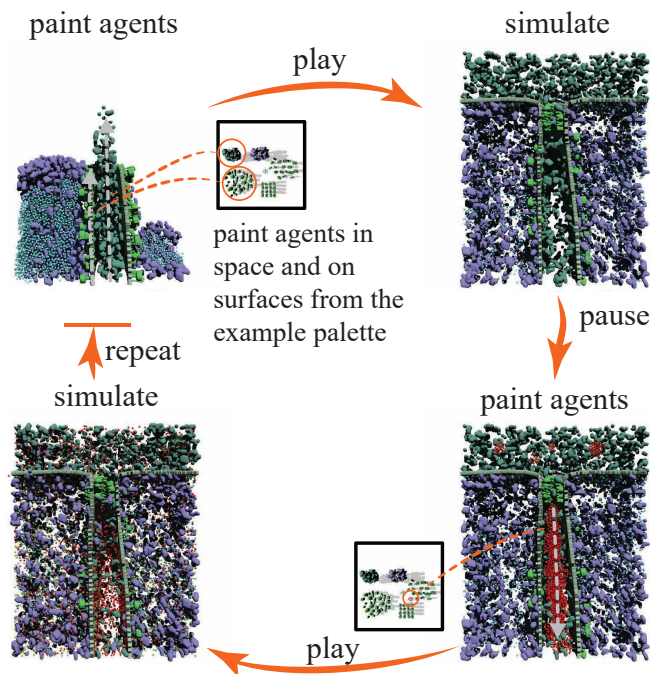 paint agents
simulate
play
paint agents in
space and on
surfaces from the
example palette
pause
repeat
simulate
paint agents
play